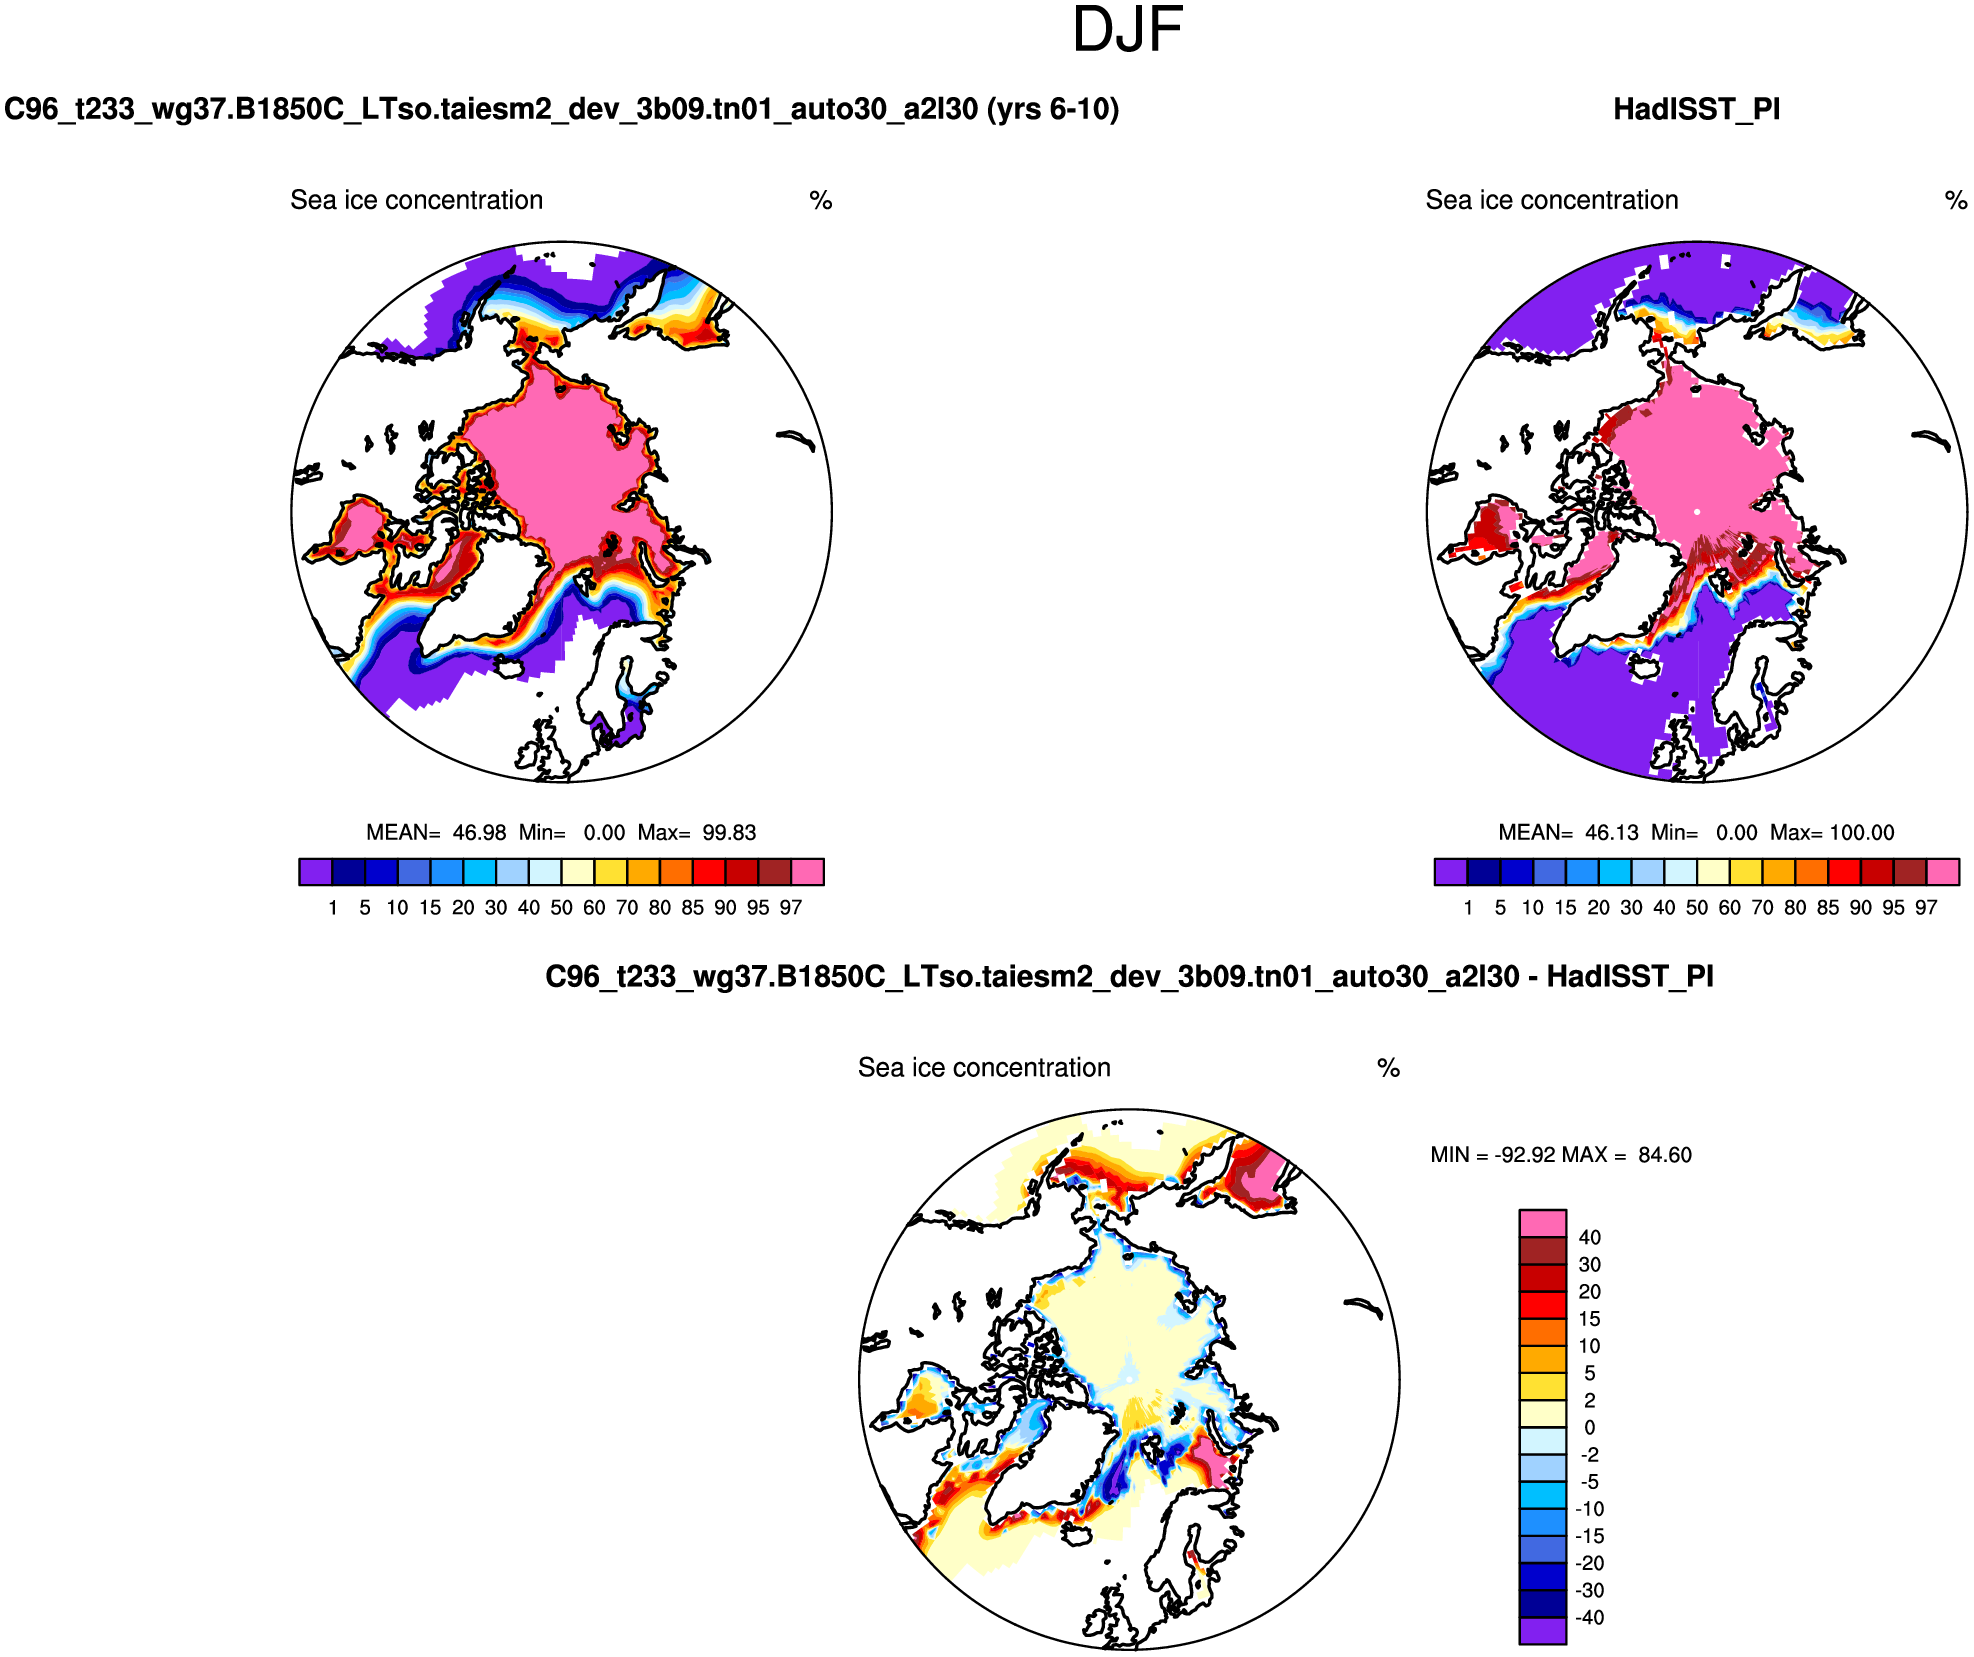 DJF
C96_t233_wg37.B1850C_LTso.taiesm2_dev_3b09.tn01_auto30_a2l30 (yrs 6-10)
HadISST_PI
Sea ice concentration %
Sea ice concentration %
MEAN= 46.98 Min= 0.00 Max= 99.83
MEAN= 46.13 Min= 0.00 Max= 100.00
1 5 10 15 20 30 40 50 60 70 80 85 90 95 97
1 5 10 15 20 30 40 50 60 70 80 85 90 95 97
C96_t233_wg37.B1850C_LTso.taiesm2_dev_3b09.tn01_auto30_a2l30 - HadISST_PI
Sea ice concentration %
MIN = -92.92 MAX = 84.60
40
30
20
15
10
5
2
0
-2
-5
-10
-15
-20
-30
-40